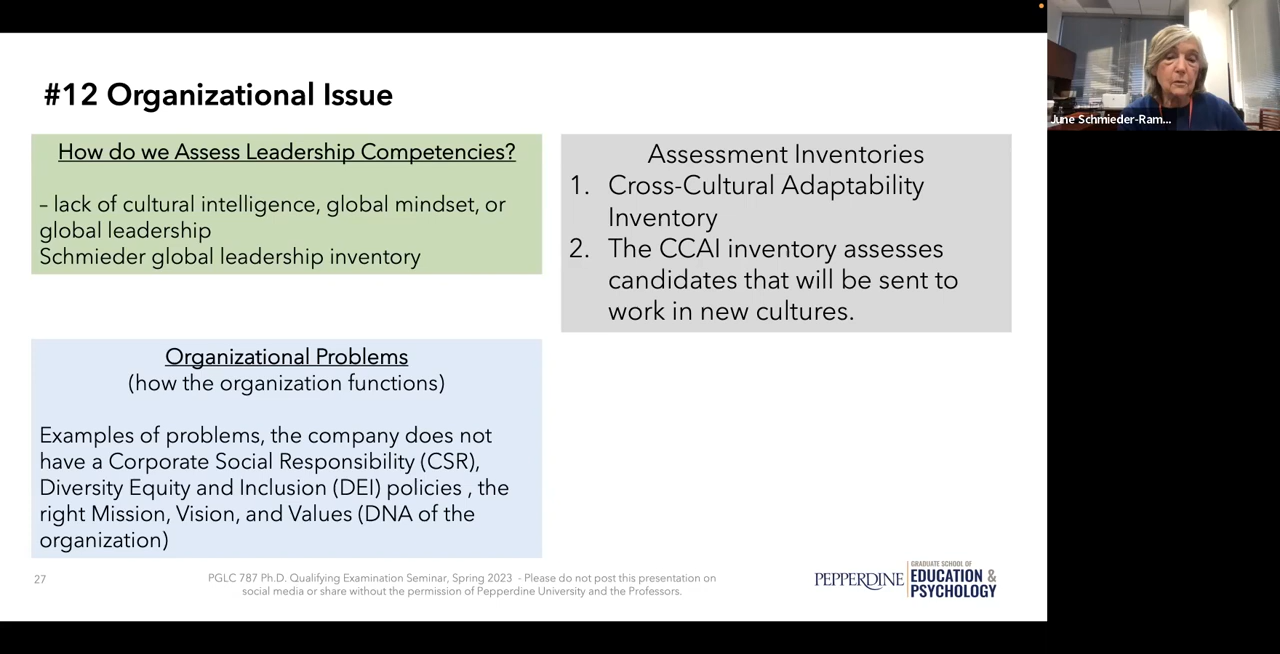 #12 Organizational Issue
How do we Assess Leadership Competencies?
– lack of cultural intelligence, global mindset, or
global leadership
Schmieder global leadership inventory
Assessment Inventories
1. Cross-Cultural Adaptability
Inventory
2. The CCAI inventory assesses
candidates that will be sent to
work in new cultures.
Organizational Problems
(how the organization functions)
Examples of problems, the company does not
have a Corporate Social Responsibility (CSR),
Diversity Equity and Inclusion (DEI) policies , the
right Mission, Vision, and Values (DNA of the
organization)
27
PGLC 787 Ph.D. Qualifying Examination Seminar, Spring 2023 - Please do not post this presentation on
social media or share without the permission of Pepperdine University and the Professors.
PEPPERDINE
GRADUATE SCHOOL OF
EDUCATION &
PSYCHOLOGY
June Schmieder-Ram...